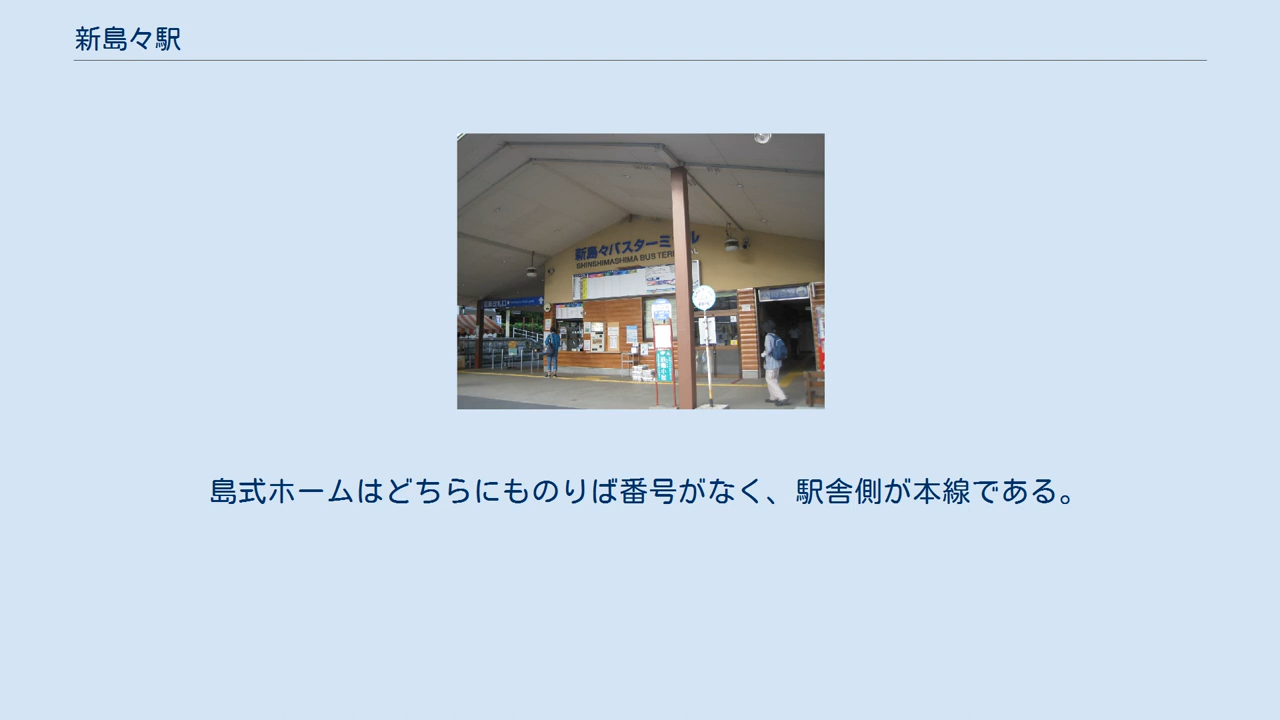 新島々駅
新島々バスターミナル
SHINSHIMASHIMA BUS TERMINAL
島式ホームはどちらにものりば番号がなく、駅舎側が本線である。